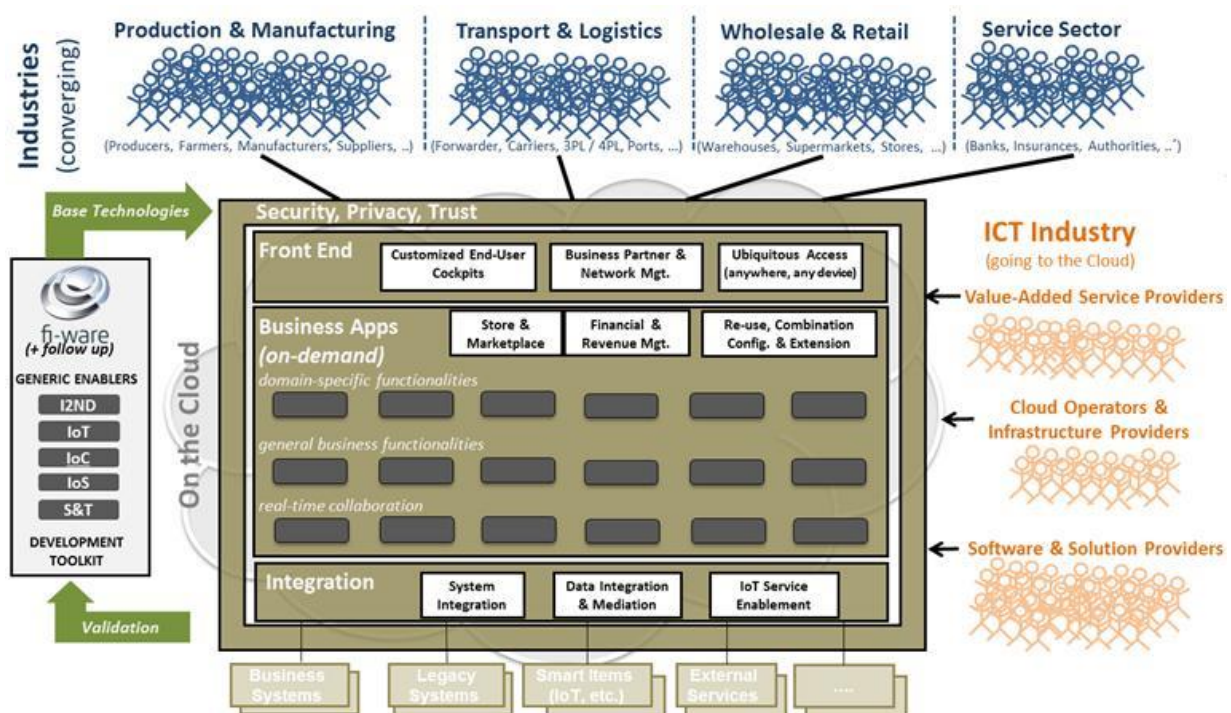 Industries
(converging)
Production & Manufacturing
(Producers, Farmers, Manufacturers, Suppliers, ..)
Transport & Logistics
(Forwarder, Carriers, 3PL / 4PL, Ports, ...)
Wholesale & Retail
(Warehouses, Supermarkets, Stores, ...)
Service Sector
(Banks, Insurances, Authorities, ..
Base Technologies
fi-ware
(+ follow up)
GENERIC ENABLERS
I2ND
IoT
IoC
IoS
S&T
DEVELOPMENT
TOOLKIT
Validation
On the Cloud
Security, Privacy, Trust
Front End
Customized End-User
Cockpits
Business Partner &
Network Mgt.
Ubiquitous Access
(anywhere, any device)
Business Apps
(on-demand)
Store &
Marketplace
Financial &
Revenue Mgt.
Re-use, Combination
Config. & Extension
domain-specific functionalities
general business functionalities
real-time collaboration
Integration
System
Integration
Data Integration
& Mediation
IoT Service
Enablement
Business
Systems
Legacy
Systems
Smart Items
(IoT, etc.)
External
Services
....
ICT Industry
(going to the Cloud)
Value-Added Service Providers
Cloud Operators &
Infrastructure Providers
Software & Solution Providers